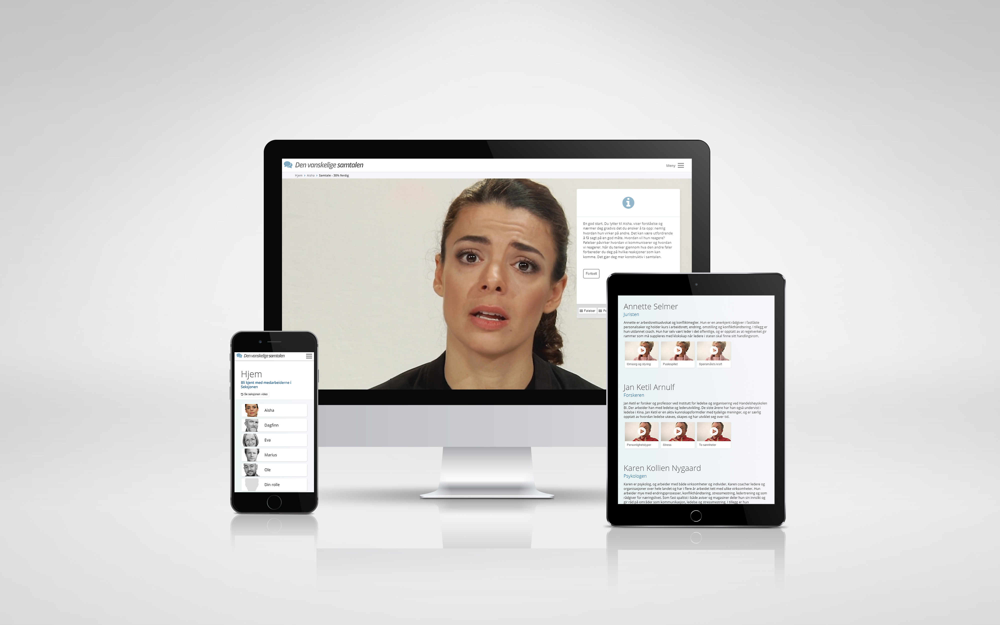 Den vanskelige samtalen
Meny
Hjem > Aisha > Samtale - 38% ferdig
En god start. Du lytter til Aisha, viser forståelse og
nærmer deg gradvis det du ønsker å ta opp: nemlig
hvordan hun virker på andre. Det kan være utfordrende
å få sagt på en god måte. Hvordan vil hun reagere?
Følelser påvirker hvordan vi kommuniserer og hvordan
vi reagerer. Når du tenker gjennom hva den andre føler
forbereder du deg på hvilke reaksjoner som kan
komme. Det gjør deg mer konstruktiv i samtalen.
Fortsett
Følelser Pe
Den vanskelige samtalen
Hjem
Bli kjent med medarbeiderne i
Seksjonen
Se seksjonen video
Aisha
Dagfinn
Eva
Marius
Ole
Din rolle
Annette Selmer
Juristen
Annette er arbeidsrettsadvokat og konfliktmegler. Hun er en anerkjent rådgiver i fastlåste
personalsaker og holder kurs i arbeidsrett, endring, omstilling og konflikthåndtering. I tillegg er
hun utdannet coach. Hun har selv vært leder i det offentlige, og er opptatt av at regelverket gir
rammer som må suppleres med klokskap når ledere i staten skal finne sitt handlingsrom.
Omsorg og styring
Puslespillet
Spørsmålets kraft
Jan Ketil Arnulf
Forskeren
Jan Ketil er forsker og professor ved Institutt for ledelse og organisering ved Handelshøyskolen
BI. Der arbeider han med ledelse og lederutvikling. De siste årene har han også undervist i
ledelse i Kina. Jan Ketil er en aktiv kunnskapsformidler med tydelige meninger, og er særlig
opptatt av hvordan ledelse utøves, skapes og har utviklet seg over tid.
Personlighetstyper
Stress
To sannheter
Karen Kollien Nygaard
Psykologen
Karen er psykolog, og arbeider med både virksomheter og individer. Karen coacher ledere og
organisasjoner over hele landet og har i flere år arbeidet tett med ulike virksomheter. Hun
arbeider mye med endringsprosesser, konflikthåndtering, stressmestring, ledertrening og som
rådgiver for næringslivet. Som fast spaltist i både aviser og magasiner deler hun sin innsikt og
gir råd på områder som kommunikasjon, ledelse og stressmestring. I tillegg er hun